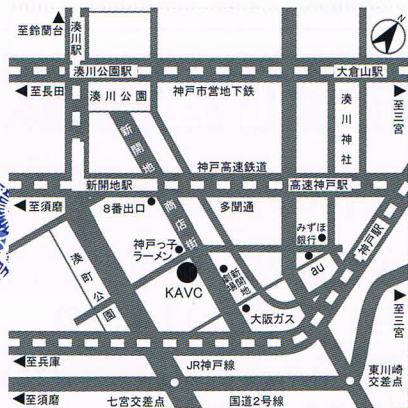 至鈴蘭台
湊川駅
湊川公園駅
大倉山駅
至長田
湊川公園
神戸市営地下鉄
湊川神社
至三宮
新開地
神戸高速鉄道
新開地駅
高速神戸駅
至須磨
8番出口
商店街
多聞通
みずほ
銀行
神戸駅
神戸っ子
ラーメン
湊町公園
新開地
劇場
au
KAVC
大阪ガス
至三宮
至兵庫
JR神戸線
東川崎
交差点
至須磨
七宮交差点
国道2号線
N